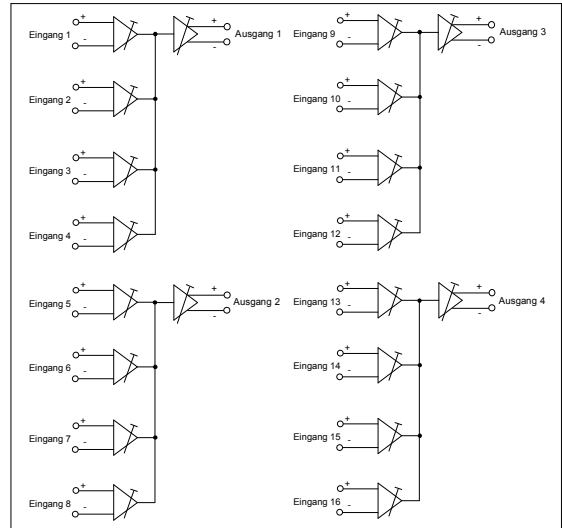 +
Eingang 1
-
+
Ausgang 1
-
+
Eingang 2
-
+
Eingang 3
-
+
Eingang 4
-
+
Eingang 9
-
+
Ausgang 3
-
+
Eingang 10
-
+
Eingang 11
-
+
Eingang 12
-
+
Eingang 5
-
+
Ausgang 2
-
+
Eingang 6
-
+
Eingang 7
-
+
Eingang 8
-
+
Eingang 13
-
+
Ausgang 4
-
+
Eingang 14
-
+
Eingang 15
-
+
Eingang 16
-